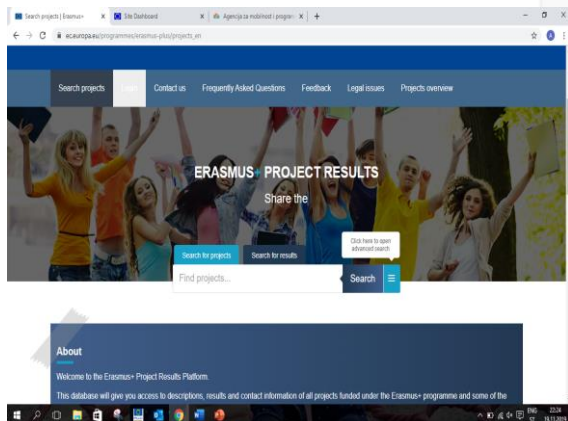 Search projects | Erasmus+
Site Dashboard
Agencija za mobilnost i program
ec.europa.eu/programmes/erasmus-plus/projects_en
Search projects
Contact us
Frequently Asked Questions
Feedback
Legal issues
Projects overview
ERASMUS+ PROJECT RESULTS
Share the
Search for projects
Search for results
Click here to open
advanced search
Find projects...
Search
About
Welcome to the Erasmus+ Project Results Platform.
This database will give you access to descriptions, results and contact information of all projects funded under the Erasmus+ programme and some of the
ENG